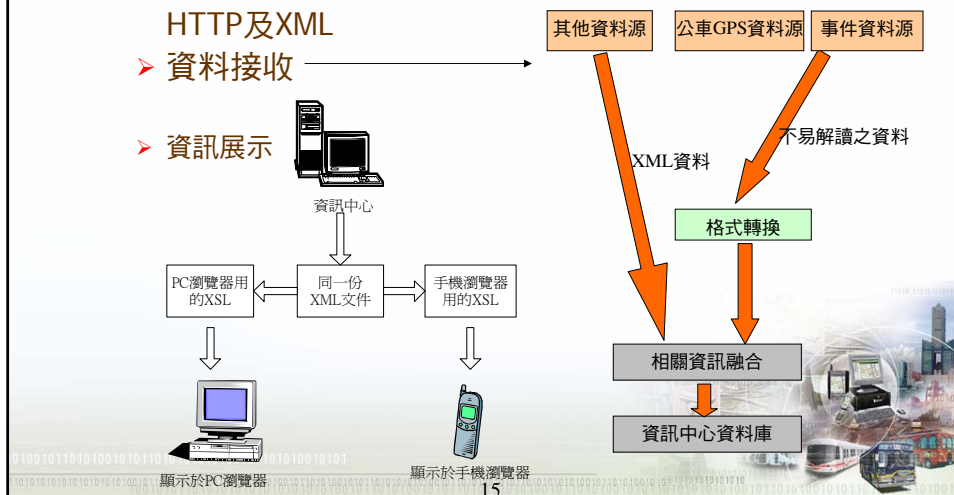 HTTP及XML
資料接收
資訊展示
資訊中心
PC瀏覽器用
的XSL
同一份
XML文件
手機瀏覽器
用的XSL
顯示於PC瀏覽器
顯示於手機瀏覽器
其他資料源
公車GPS資料源
事件資料源
XML資料
不易解讀之資料
格式轉換
相關資訊融合
資訊中心資料庫
15